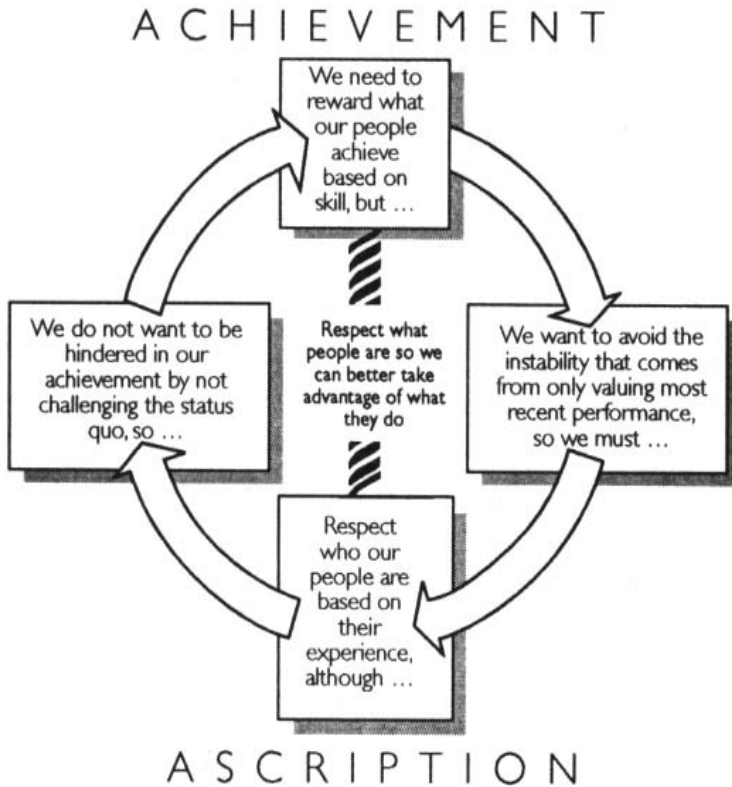 ACHIEVEMENT
We need to
reward what
our people
achieve
based on
skill, but ...
We want to avoid the
instability that comes
from only valuing most
recent performance,
so we must ...
Respect
who our
people are
based on
their
experience,
although ...
We do not want to be
hindered in our
achievement by not
challenging the status
quo, so ...
Respect what
people are so we
can better take
advantage of what
they do
ASCRIPTION